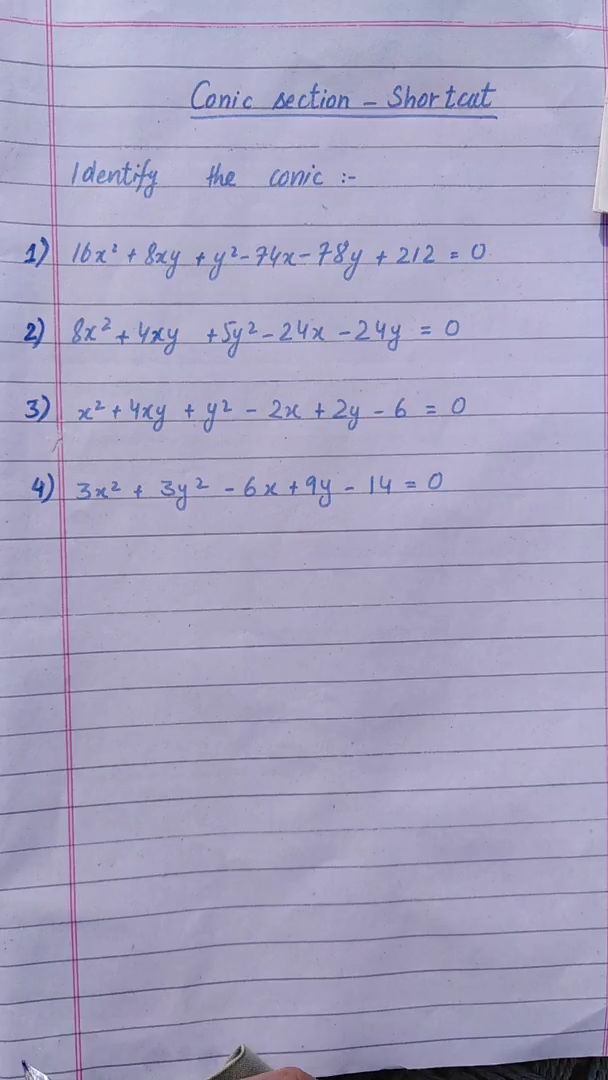 Conic section - Shortcut
Identify the conic :-
1) 16x² + 8xy + y² - 74x - 78y + 212 = 0
2) 8x² + 4xy + 5y² - 24x - 24y = 0
3) x² + 4xy + y² - 2x + 2y - 6 = 0
4) 3x² + 3y² - 6x + 9y - 14 = 0